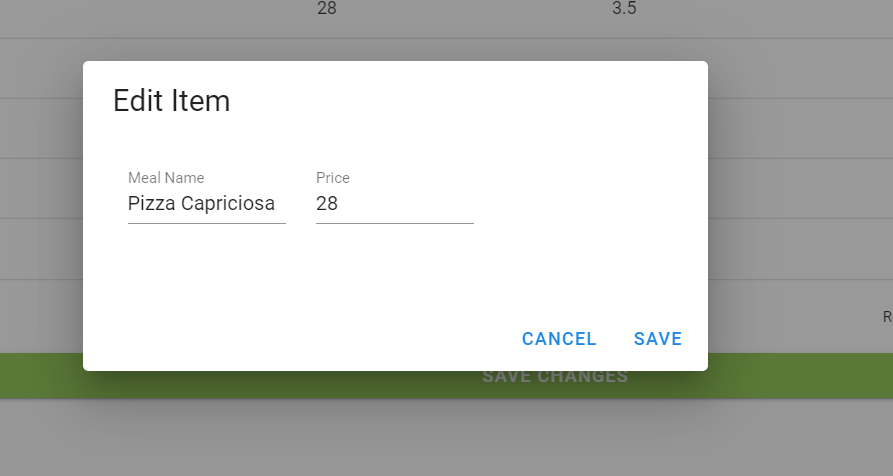 28 3.5
Edit Item
Meal Name Price
Pizza Capriciosa 28
R
CANCEL SAVE
SAVE CHANGES